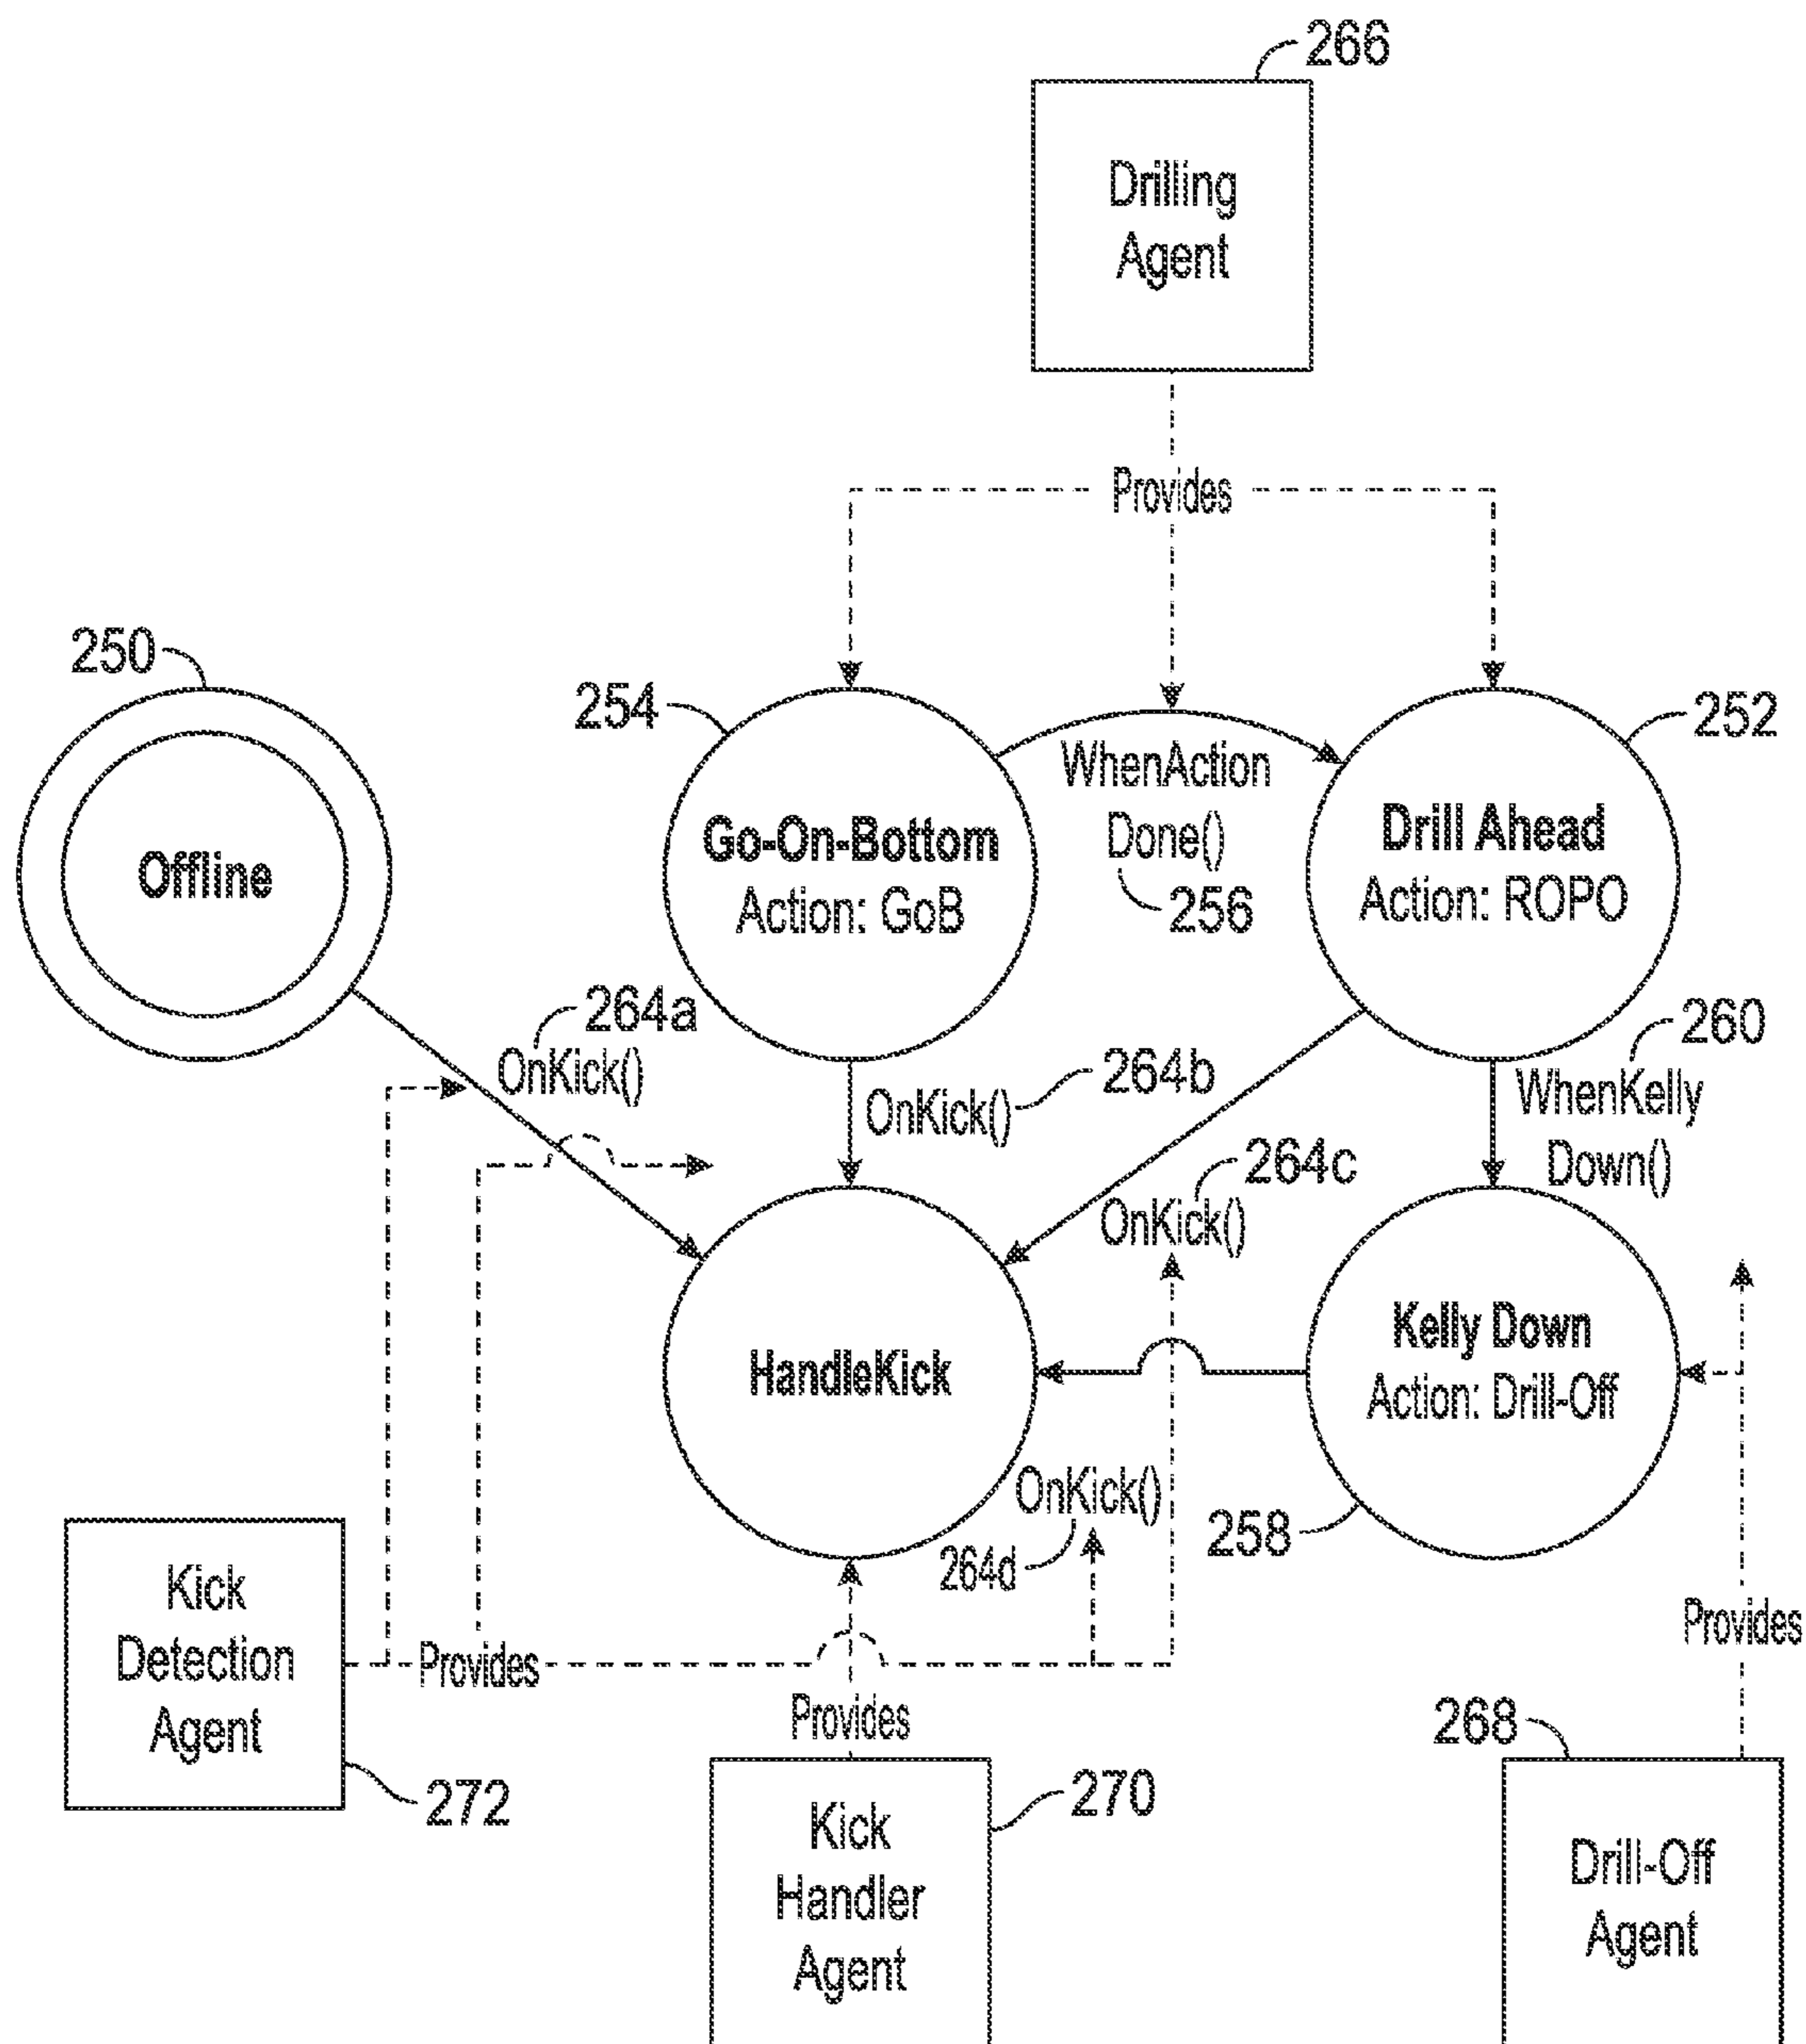 266
Drilling
Agent
Provides
250
254
252
Offline
Go-On-Bottom
Action: GoB
WhenAction
Done()
256
Drill Ahead
Action: ROPO
264a
OnKick()
OnKick()
264b
260
WhenKelly
Down()
264c
OnKick()
HandleKick
Kelly Down
Action: Drill-Off
OnKick()
264d
258
Kick
Detection
Agent
272
Provides
Provides
Provides
Kick
Handler
Agent
270
268
Drill-Off
Agent